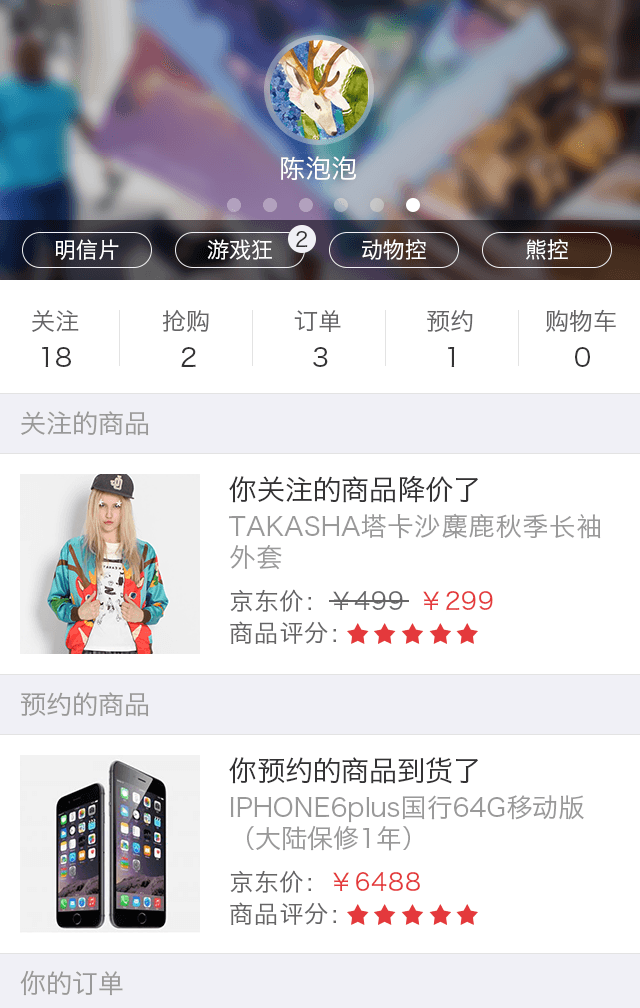 陈泡泡
明信片 游戏狂 2 动物控 熊控
关注 抢购 订单 预约 购物车
18 2 3 1 0
关注的商品
你关注的商品降价了
TAKASHA塔卡沙麋鹿秋季长袖
外套
京东价：￥499 ￥299
商品评分：
预约的商品
你预约的商品到货了
IPHONE6plus国行64G移动版
（大陆保修1年）
京东价：￥6488
商品评分：
你的订单